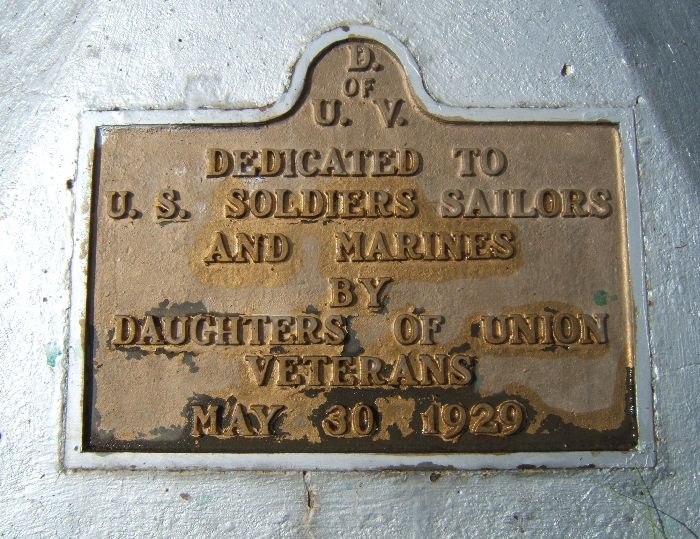 D.
OF
U. V.
DEDICATED TO
U. S. SOLDIERS SAILORS
AND MARINES
BY
DAUGHTERS OF UNION
VETERANS
MAY 30 1929